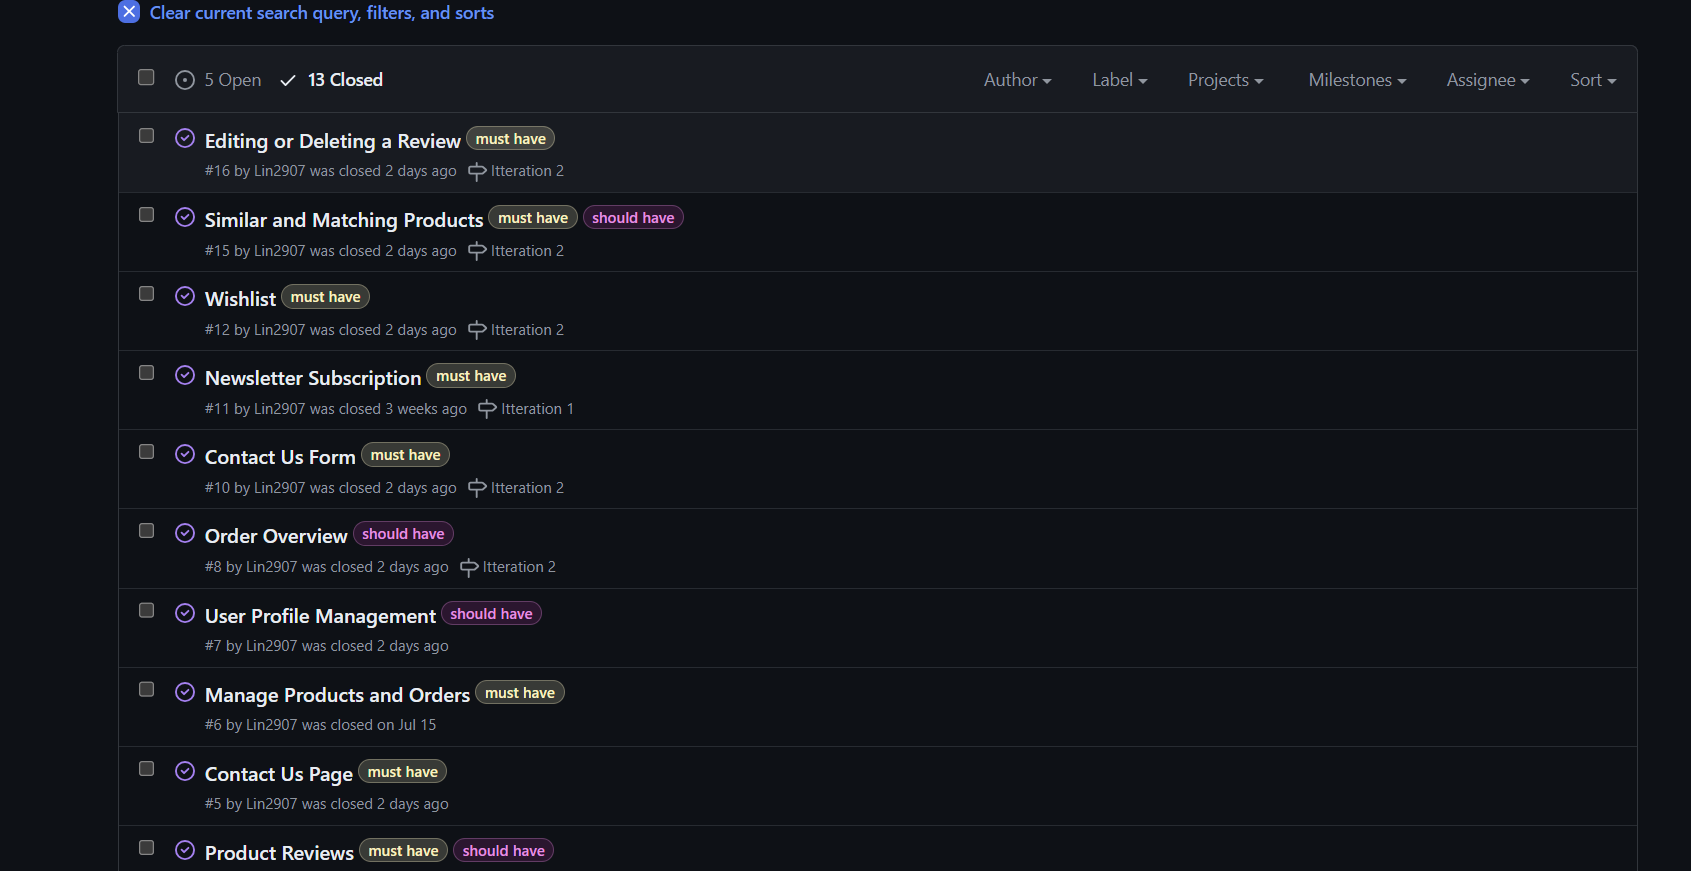 Clear current search query, filters, and sorts
5 Open 13 Closed Author Label Projects Milestones Assignee Sort
Editing or Deleting a Review must have
#16 by Lin2907 was closed 2 days ago Itteration 2
Similar and Matching Products must have should have
#15 by Lin2907 was closed 2 days ago Itteration 2
Wishlist must have
#12 by Lin2907 was closed 2 days ago Itteration 2
Newsletter Subscription must have
#11 by Lin2907 was closed 3 weeks ago Itteration 1
Contact Us Form must have
#10 by Lin2907 was closed 2 days ago Itteration 2
Order Overview should have
#8 by Lin2907 was closed 2 days ago Itteration 2
User Profile Management should have
#7 by Lin2907 was closed 2 days ago
Manage Products and Orders must have
#6 by Lin2907 was closed on Jul 15
Contact Us Page must have
#5 by Lin2907 was closed 2 days ago
Product Reviews must have should have